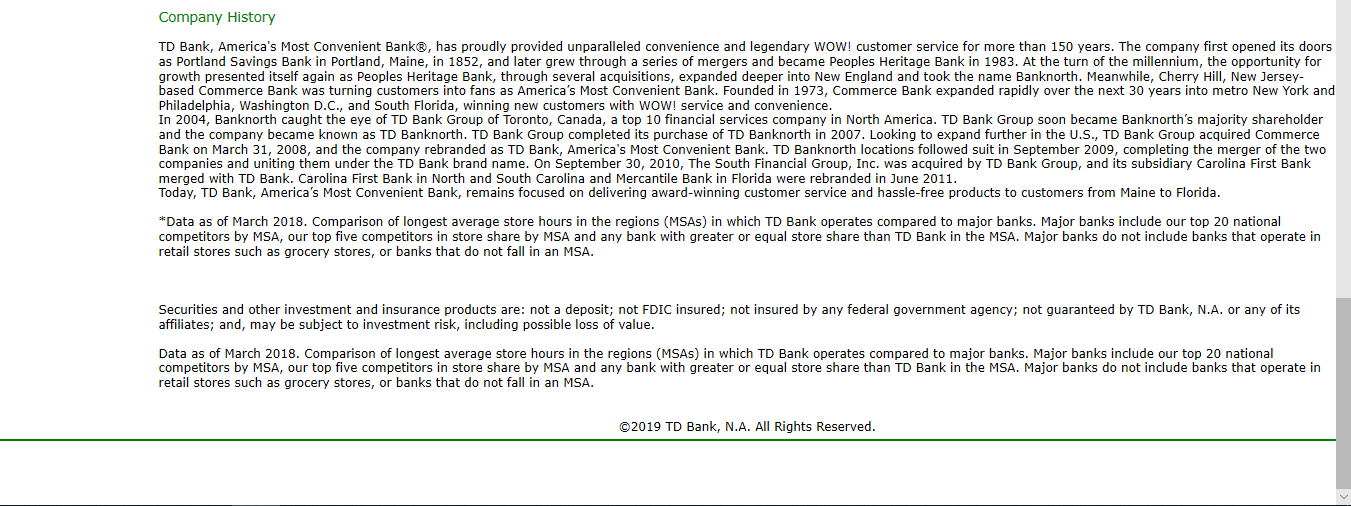 Company History
TD Bank, America's Most Convenient Bank®, has proudly provided unparalleled convenience and legendary WOW! customer service for more than 150 years. The company first opened its doors
as Portland Savings Bank in Portland, Maine, in 1852, and later grew through a series of mergers and became Peoples Heritage Bank in 1983. At the turn of the millennium, the opportunity for
growth presented itself again as Peoples Heritage Bank, through several acquisitions, expanded deeper into New England and took the name Banknorth. Meanwhile, Cherry Hill, New Jersey-
based Commerce Bank was turning customers into fans as America’s Most Convenient Bank. Founded in 1973, Commerce Bank expanded rapidly over the next 30 years into metro New York and
Philadelphia, Washington D.C., and South Florida, winning new customers with WOW! service and convenience.
In 2004, Banknorth caught the eye of TD Bank Group of Toronto, Canada, a top 10 financial services company in North America. TD Bank Group soon became Banknorth’s majority shareholder
and the company became known as TD Banknorth. TD Bank Group completed its purchase of TD Banknorth in 2007. Looking to expand further in the U.S., TD Bank Group acquired Commerce
Bank on March 31, 2008, and the company rebranded as TD Bank, America's Most Convenient Bank. TD Banknorth locations followed suit in September 2009, completing the merger of the two
companies and uniting them under the TD Bank brand name. On September 30, 2010, The South Financial Group, Inc. was acquired by TD Bank Group, and its subsidiary Carolina First Bank
merged with TD Bank. Carolina First Bank in North and South Carolina and Mercantile Bank in Florida were rebranded in June 2011.
Today, TD Bank, America’s Most Convenient Bank, remains focused on delivering award-winning customer service and hassle-free products to customers from Maine to Florida.
*Data as of March 2018. Comparison of longest average store hours in the regions (MSAs) in which TD Bank operates compared to major banks. Major banks include our top 20 national
competitors by MSA, our top five competitors in store share by MSA and any bank with greater or equal store share than TD Bank in the MSA. Major banks do not include banks that operate in
retail stores such as grocery stores, or banks that do not fall in an MSA.
Securities and other investment and insurance products are: not a deposit; not FDIC insured; not insured by any federal government agency; not guaranteed by TD Bank, N.A. or any of its
affiliates; and, may be subject to investment risk, including possible loss of value.
Data as of March 2018. Comparison of longest average store hours in the regions (MSAs) in which TD Bank operates compared to major banks. Major banks include our top 20 national
competitors by MSA, our top five competitors in store share by MSA and any bank with greater or equal store share than TD Bank in the MSA. Major banks do not include banks that operate in
retail stores such as grocery stores, or banks that do not fall in an MSA.
©2019 TD Bank, N.A. All Rights Reserved.